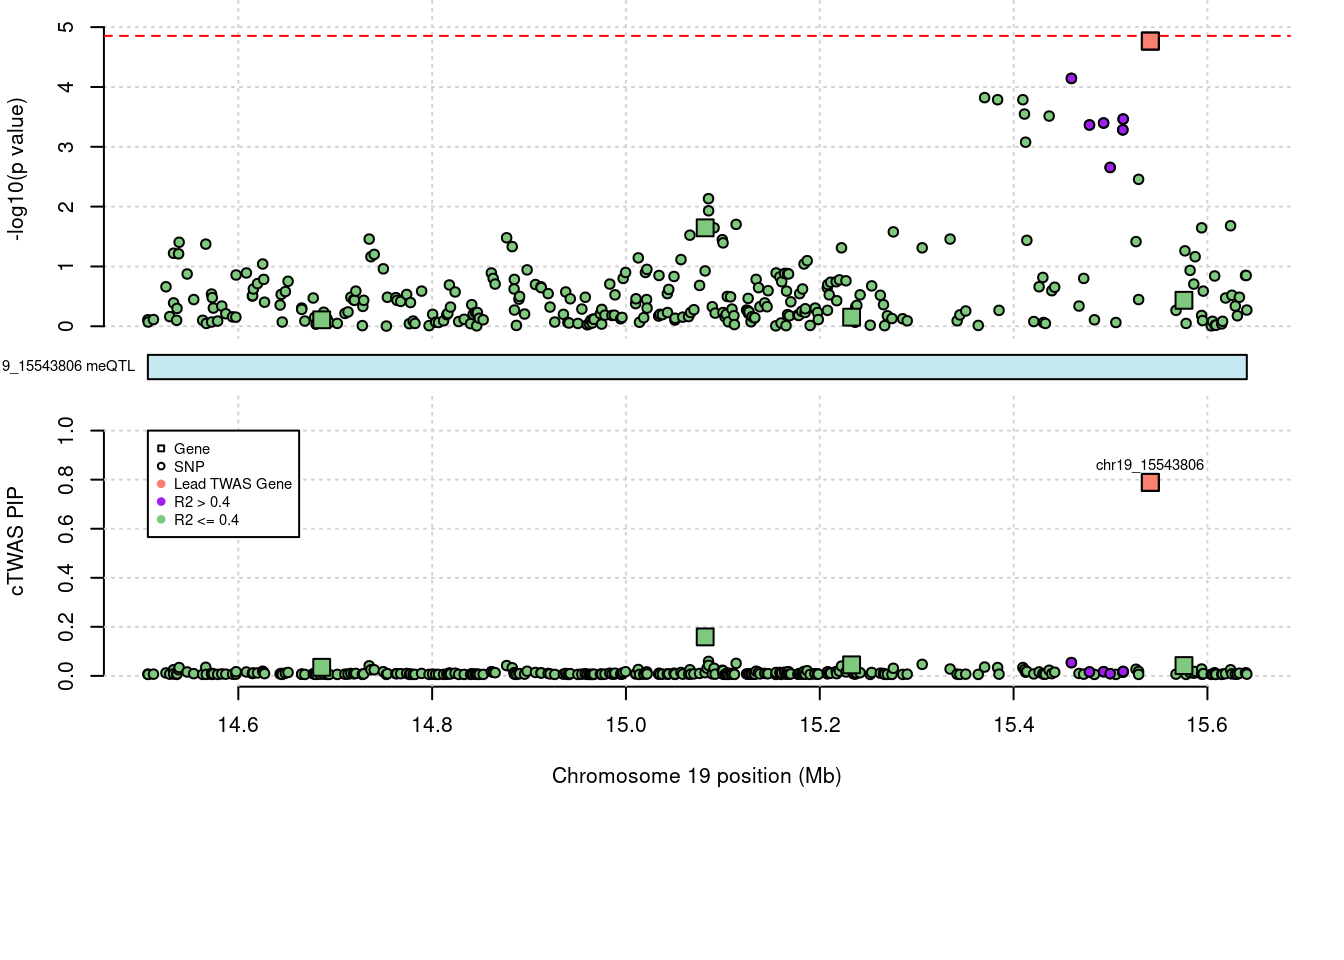 5
4
3
2
1
0
-log10(p value)
9_15543806 meQTL
1.0
0.8
0.6
0.4
0.2
0.0
cTWAS PIP
Gene
SNP
Lead TWAS Gene
R2 > 0.4
R2 <= 0.4
chr19_15543806
14.6 14.8 15.0 15.2 15.4 15.6
Chromosome 19 position (Mb)